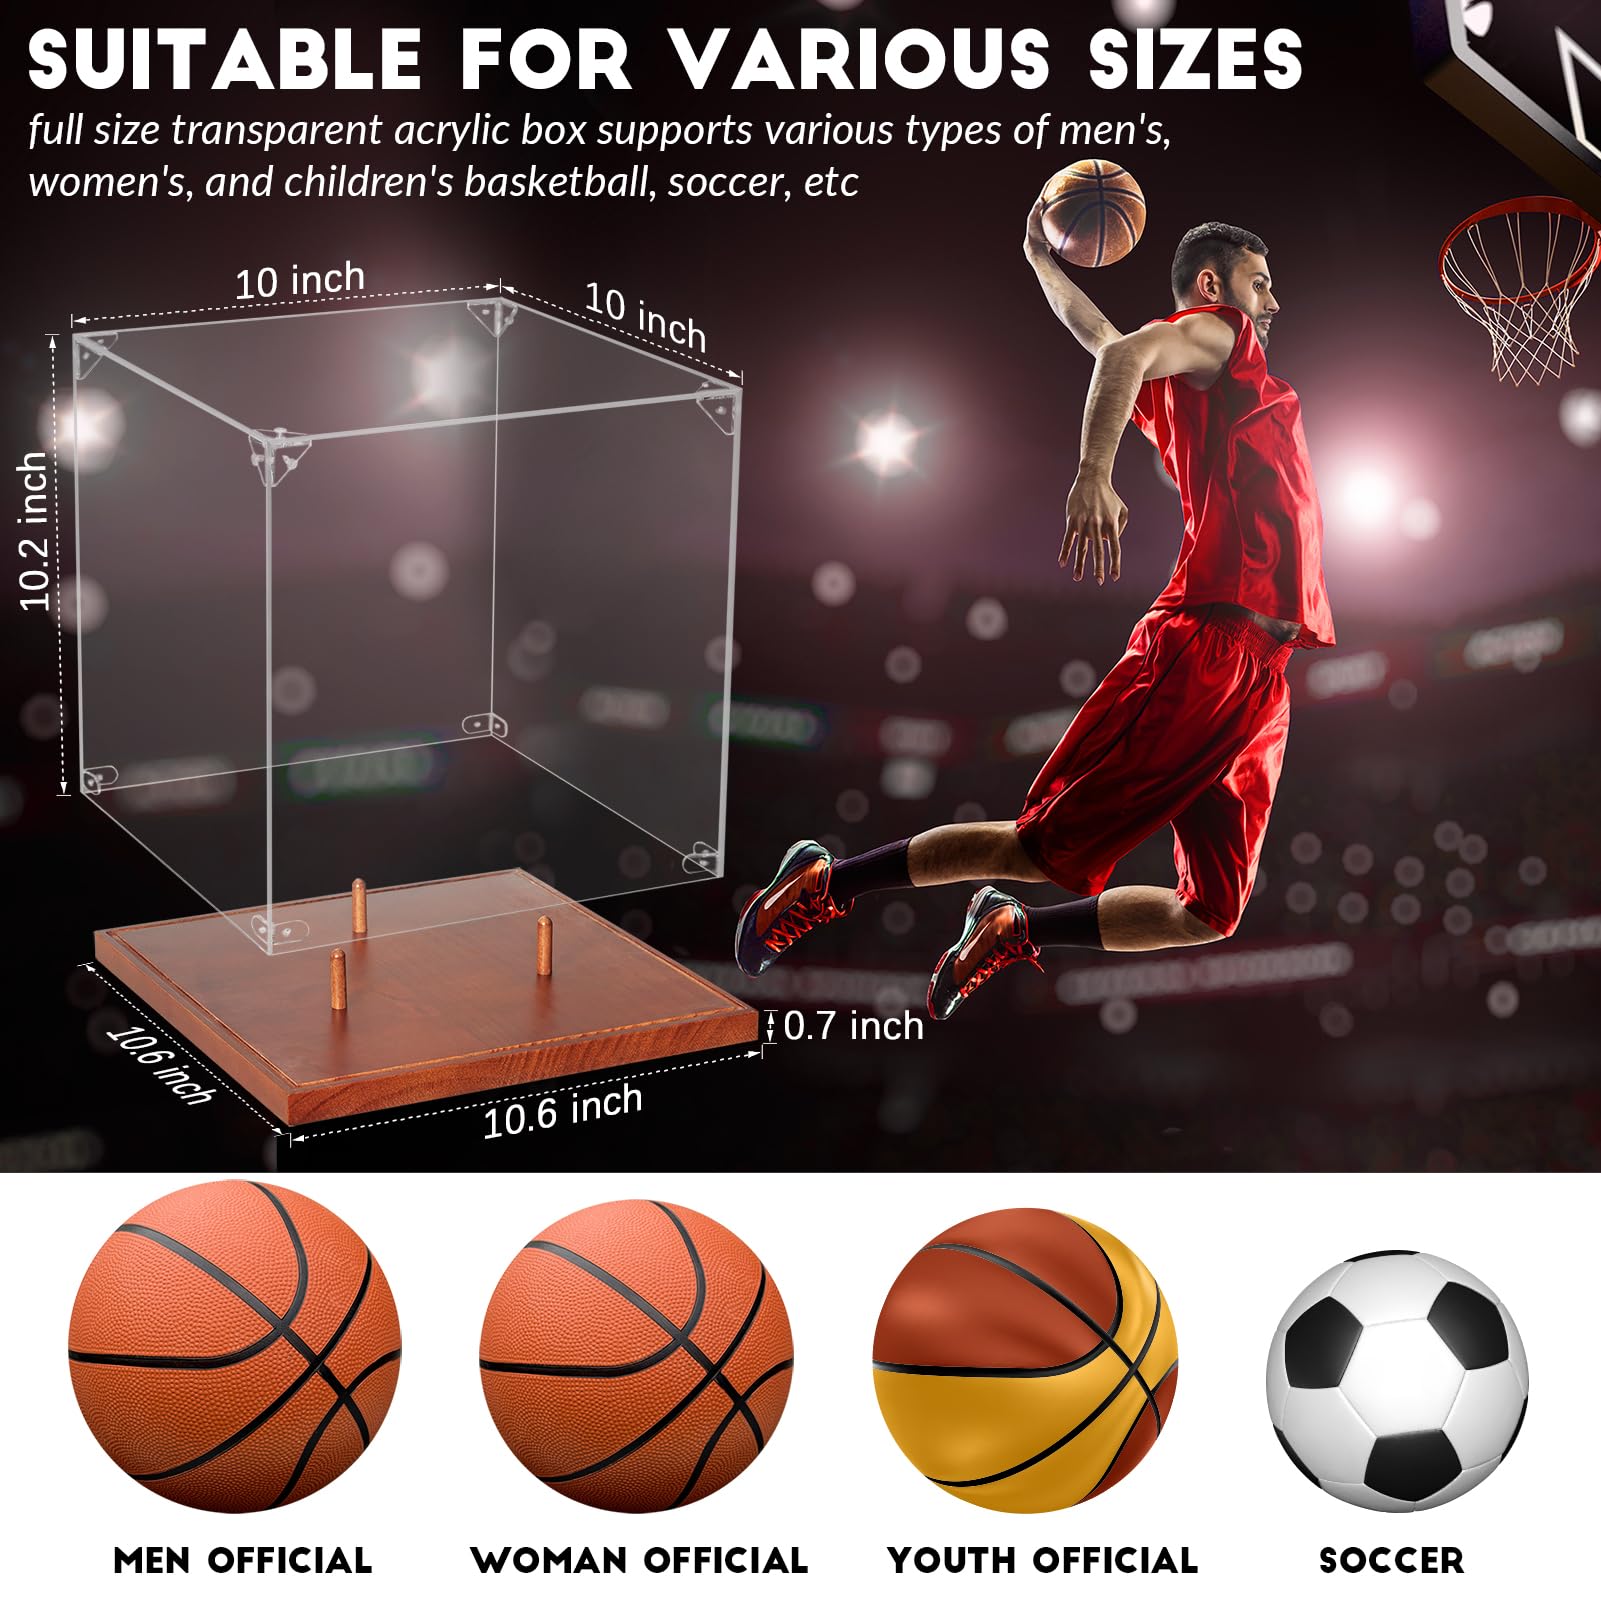 SUITABLE FOR VARIOUS SIZES
full size transparent acrylic box supports various types of men's,
women's, and children's basketball, soccer, etc
10 inch
10 inch
10.2 inch
0.7 inch
10.6 inch
10.6 inch
MEN OFFICIAL
WOMAN OFFICIAL
YOUTH OFFICIAL
SOCCER